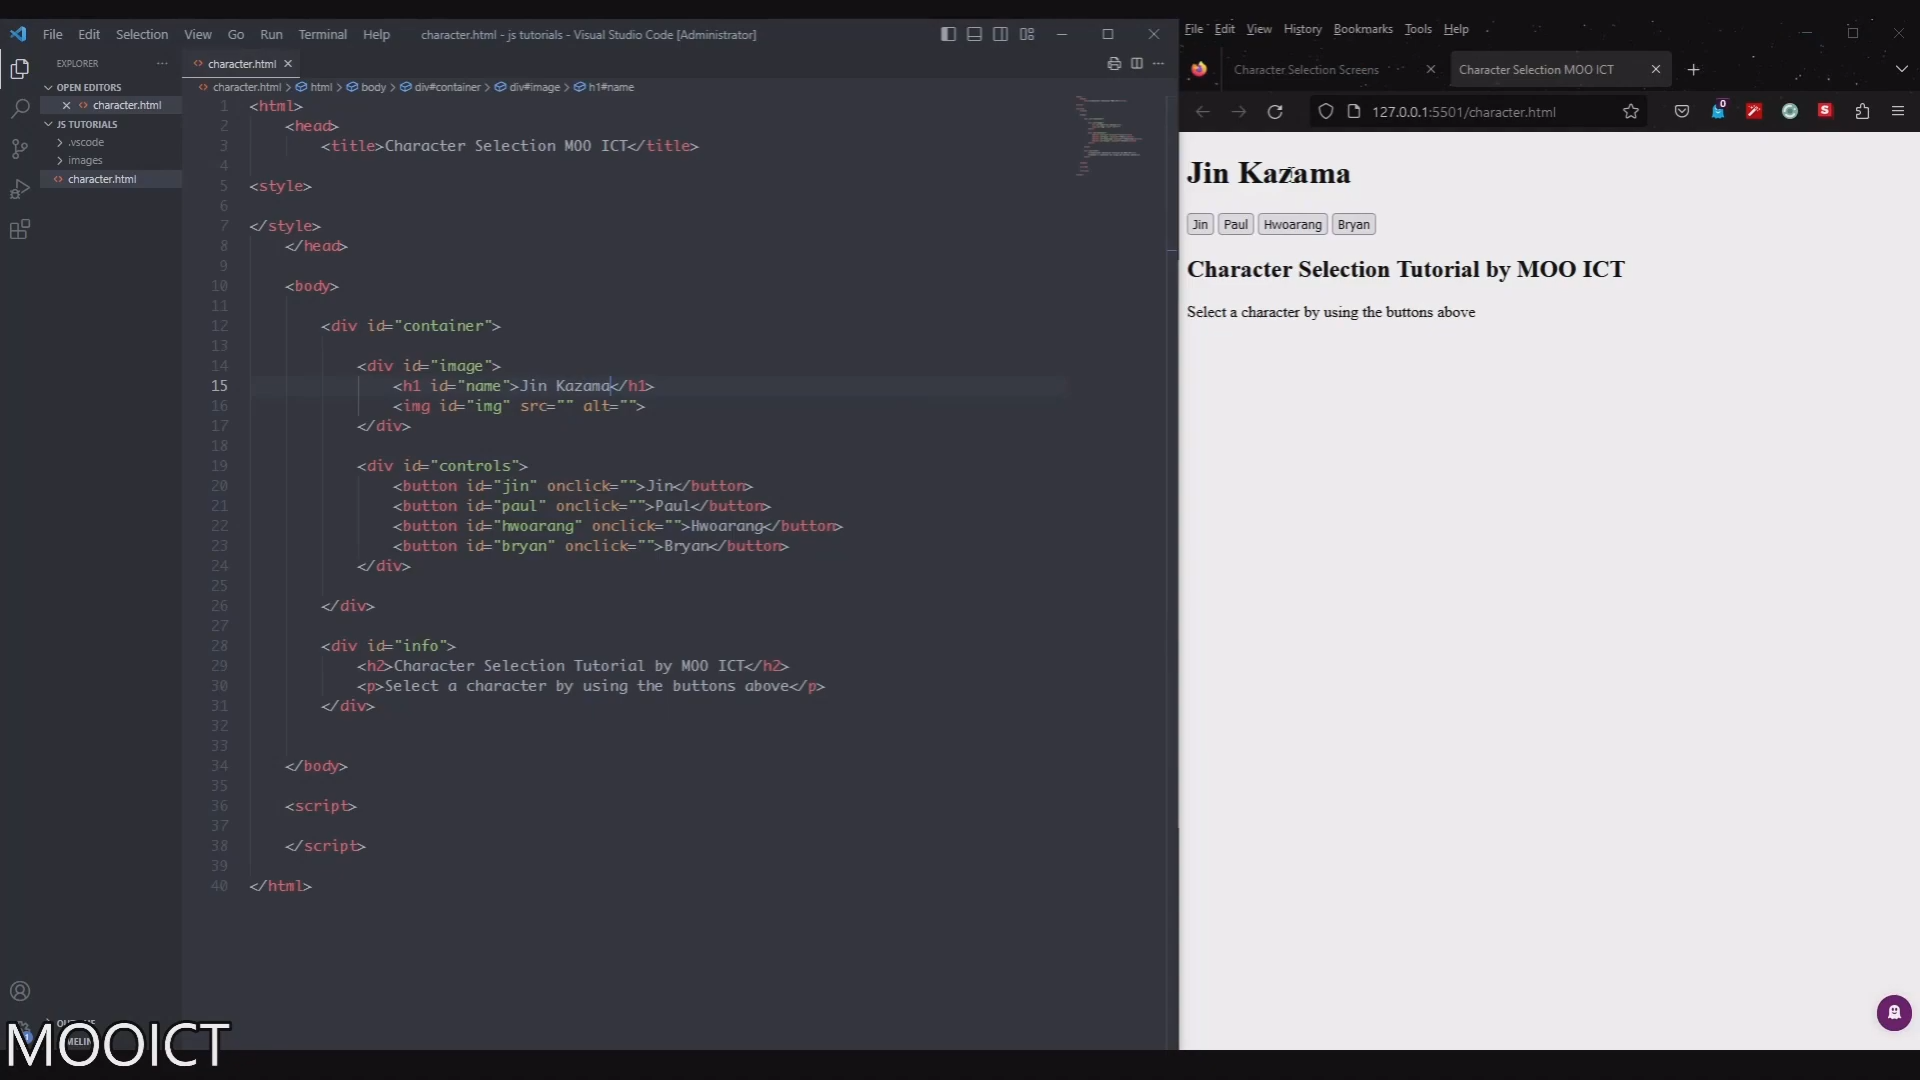 File Edit Selection View Go Run Terminal Help
character.html - js tutorials - Visual Studio Code [Administrator]
EXPLORER
OPEN EDITORS
character.html
JS TUTORIALS
.vscode
images
character.html
character.html
character.html > html > body > div#container > div#image > h1#name
1 <html>
2 <head>
3 <title>Character Selection MOO ICT</title>
4
5 <style>
6
7 </style>
8 </head>
9
10 <body>
11
12 <div id="container">
13
14 <div id="image">
15 <h1 id="name">Jin Kazama</h1>
16 <img id="img" src="" alt="">
17 </div>
18
19 <div id="controls">
20 <button id="jin" onclick="">Jin</button>
21 <button id="paul" onclick="">Paul</button>
22 <button id="hwoarang" onclick="">Hwoarang</button>
23 <button id="bryan" onclick="">Bryan</button>
24 </div>
25
26 </div>
27
28 <div id="info">
29 <h2>Character Selection Tutorial by MOO ICT</h2>
30 <p>Select a character by using the buttons above</p>
31 </div>
32
33
34 </body>
35
36 <script>
37
38 </script>
39
40 </html>
MOOICT
File Edit View History Bookmarks Tools Help
Character Selection Screens
Character Selection MOO ICT
127.0.0.1:5501/character.html
0
S
Jin Kazama
Jin Paul Hwoarang Bryan
Character Selection Tutorial by MOO ICT
Select a character by using the buttons above